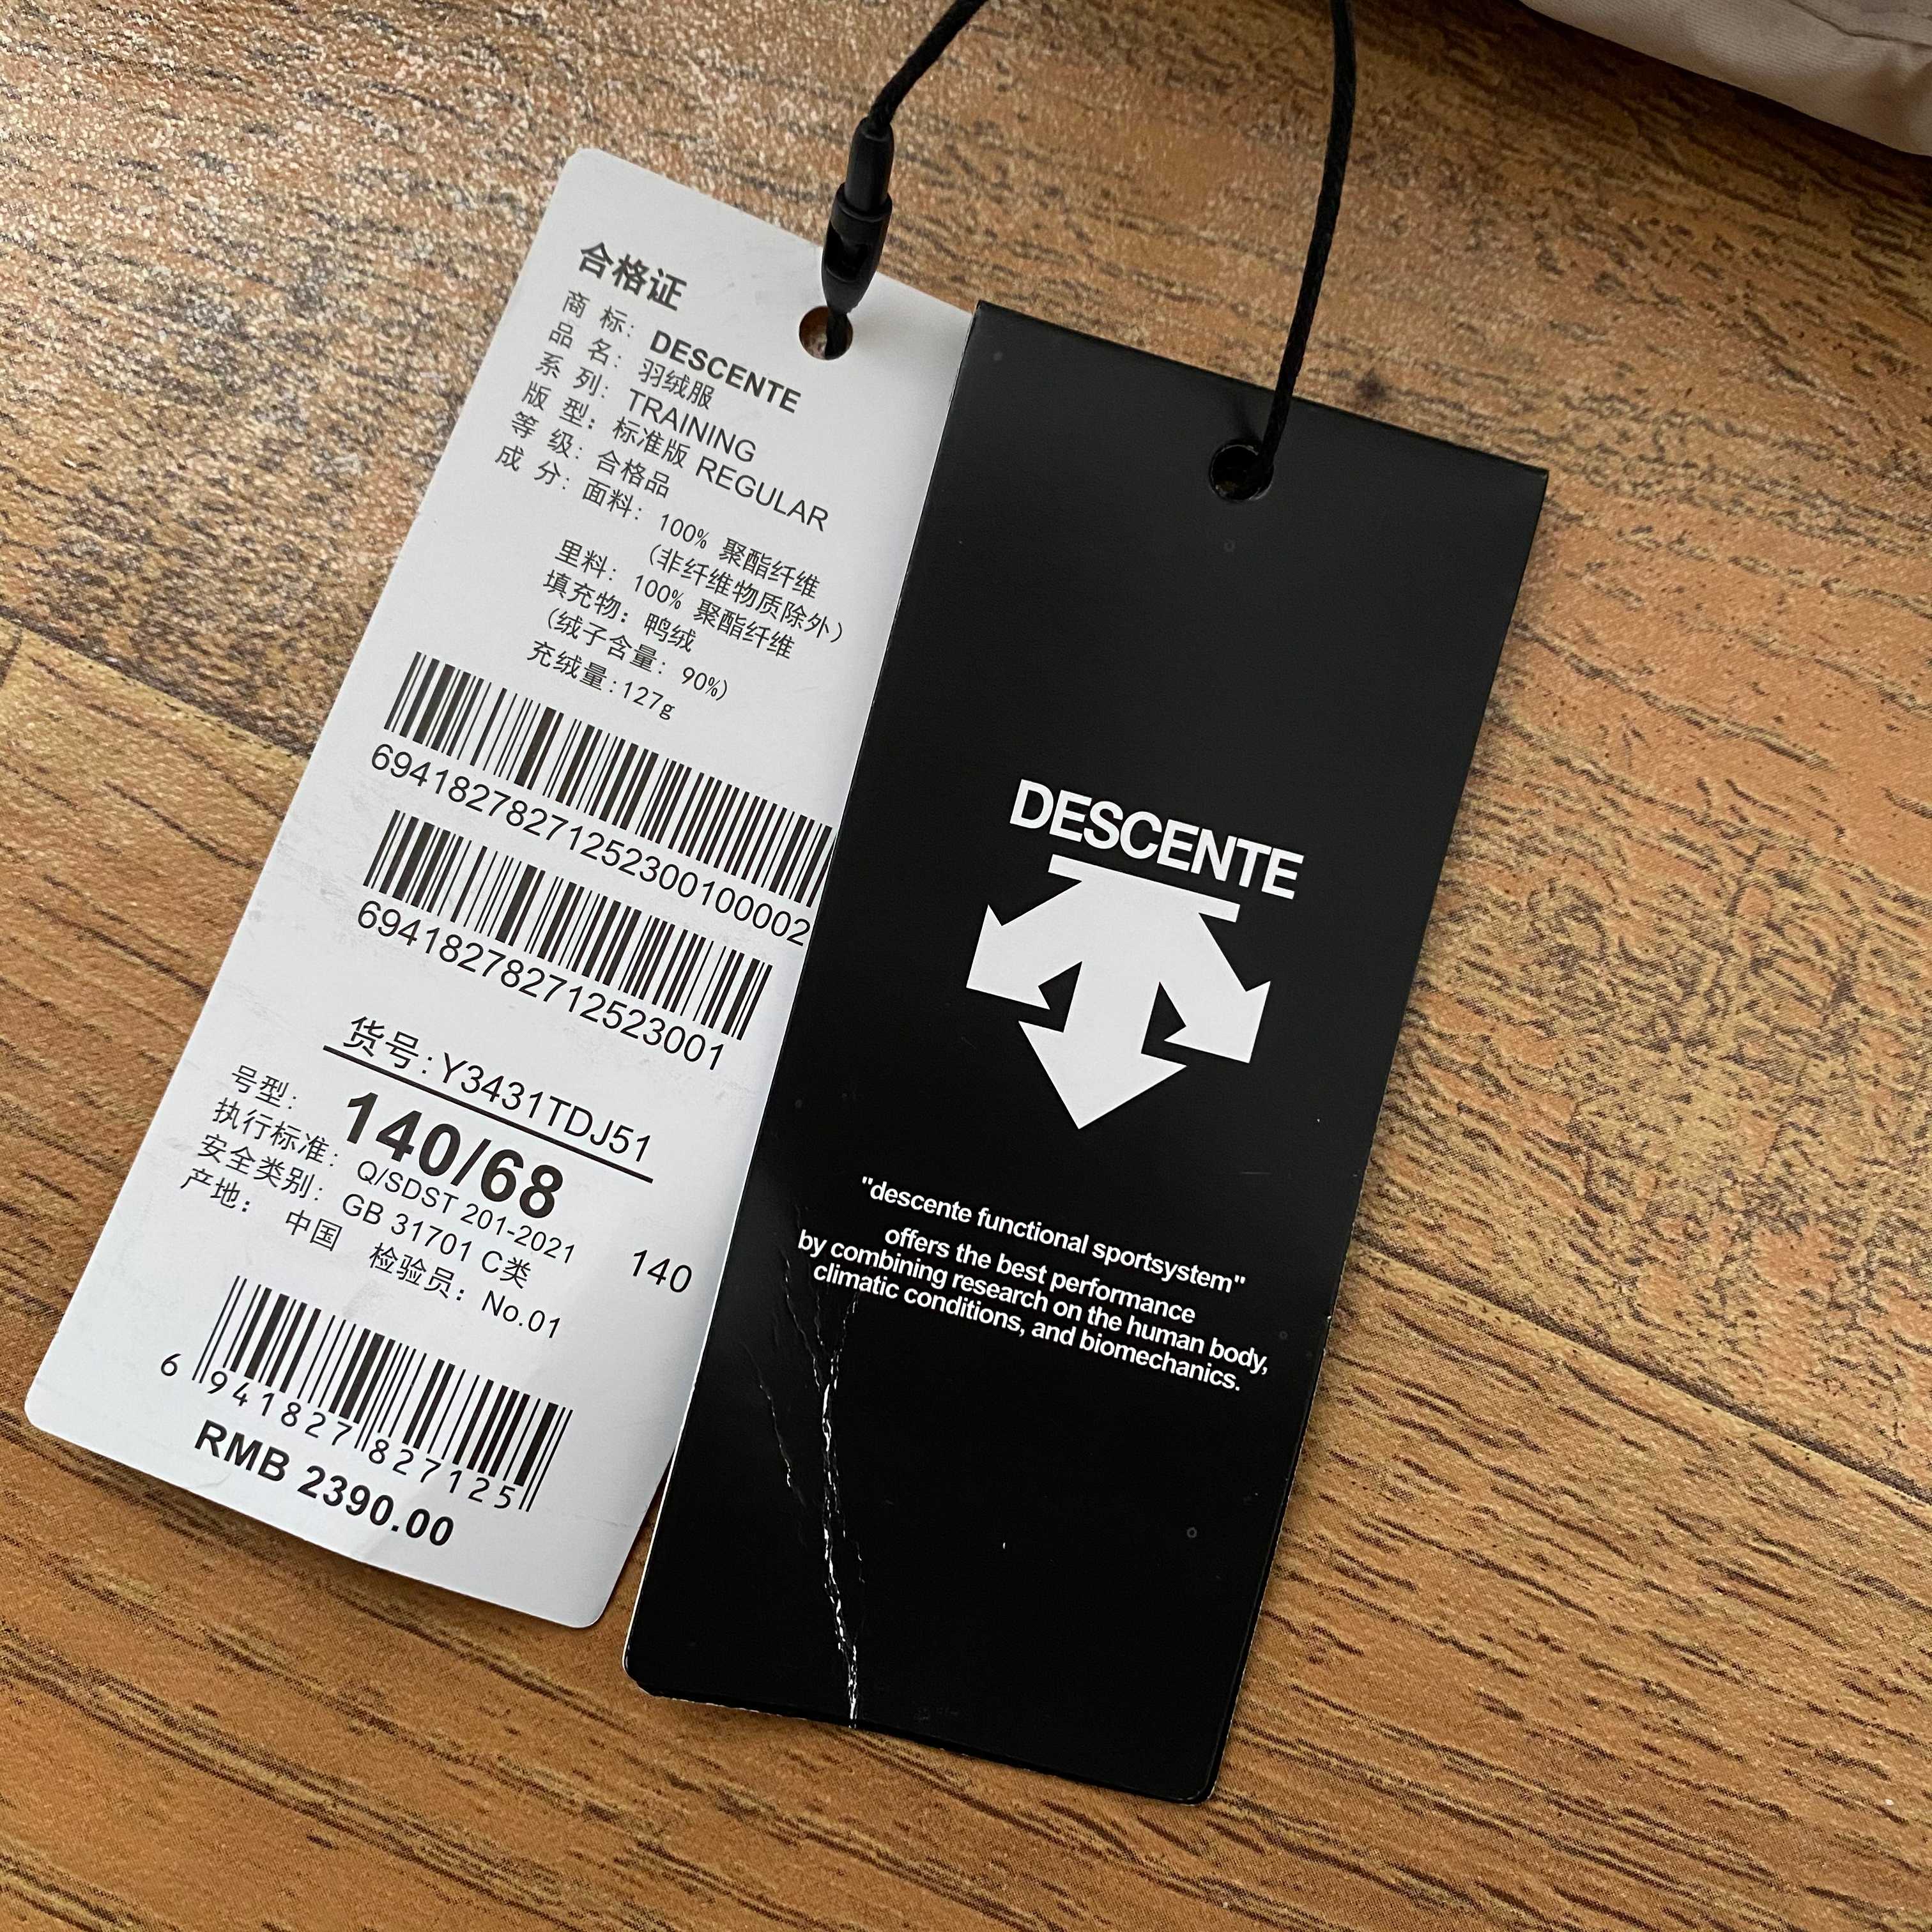 合格证
商 标: DESCENTE
品 名: 羽绒服
系 列: TRAINING
版 型: 标准版 REGULAR
等 级: 合格品
成 分: 面料: 100% 聚酯纤维
(非纤维物质除外)
里料: 100% 聚酯纤维
填充物: 鸭绒
(绒子含量: 90%)
充绒量:127g
694182782712523001000002
694182782712523001
货号:Y3431TDJ51
号型: 140/68
执行标准: Q/SDST 201-2021
安全类别: GB 31701 C类 140
产地: 中国 检验员: No.01
6 941827 827125
RMB 2390.00
DESCENTE
"descente functional sportsystem"
offers the best performance
by combining research on the human body,
climatic conditions, and biomechanics.